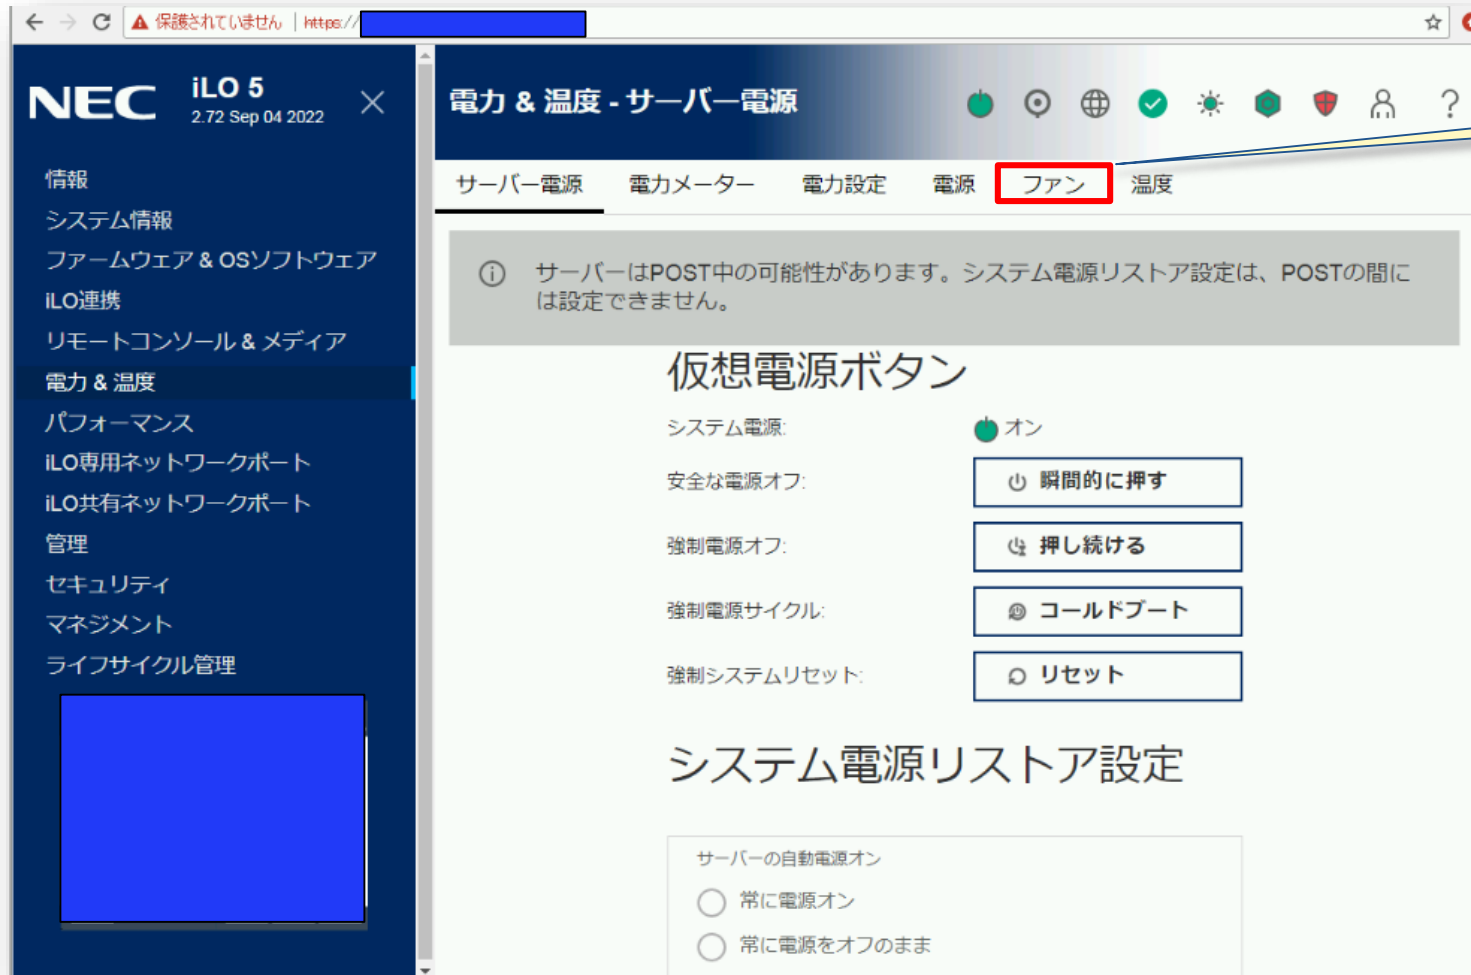 保護されていません | https://
NEC
iLO 5
2.72 Sep 04 2022
電力 & 温度 - サーバー電源
?
サーバー電源 電力メーター 電力設定 電源 ファン 温度
情報
システム情報
ファームウェア & OSソフトウェア
iLO連携
リモートコンソール & メディア
電力 & 温度
パフォーマンス
iLO専用ネットワークポート
iLO共有ネットワークポート
管理
セキュリティ
マネジメント
ライフサイクル管理
サーバーはPOST中の可能性があります。システム電源リストア設定は、POSTの間に
は設定できません。
仮想電源ボタン
システム電源: オン
安全な電源オフ: 瞬間的に押す
強制電源オフ: 押し続ける
強制電源サイクル: コールドブート
強制システムリセット: リセット
システム電源リストア設定
サーバーの自動電源オン
常に電源オン
常に電源をオフのまま